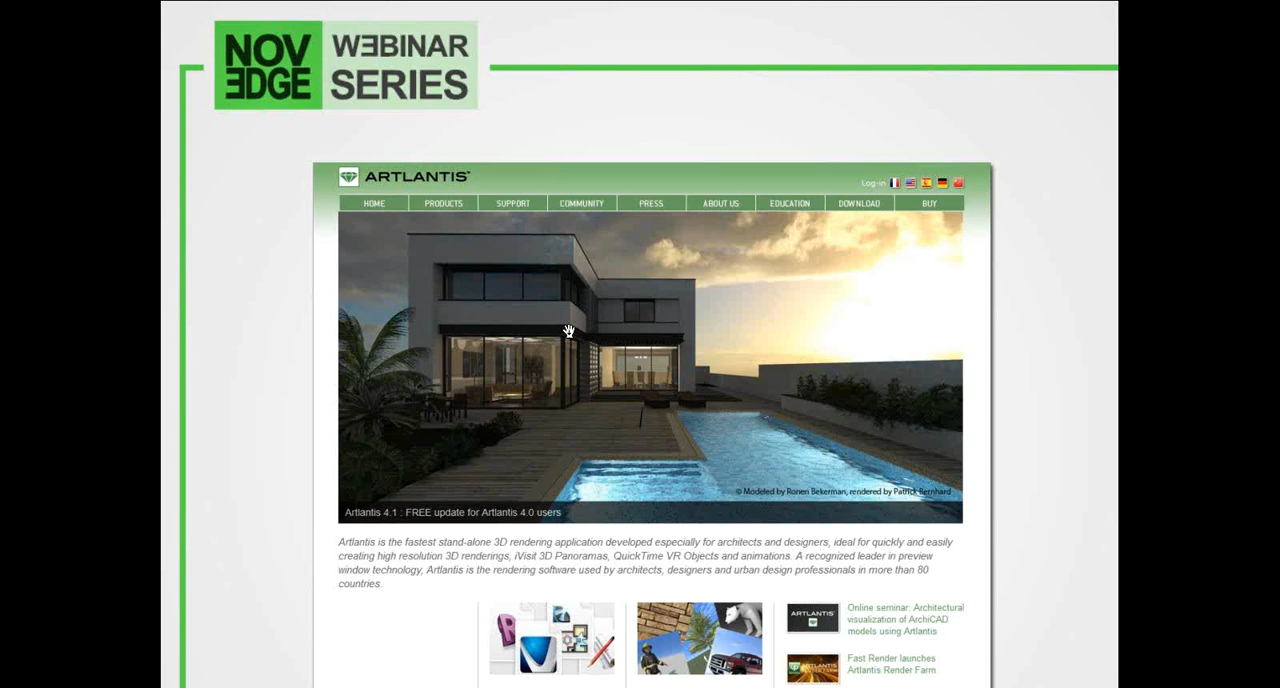 NOV
EDGE
WEBINAR
SERIES
ARTLANTIS
Log-in
HOME PRODUCTS SUPPORT COMMUNITY PRESS ABOUT US EDUCATION DOWNLOAD BUY
© Modeled by Ronen Bekerman, rendered by Patrick Bernhard
Artlantis 4.1 : FREE update for Artlantis 4.0 users
Artlantis is the fastest stand-alone 3D rendering application developed especially for architects and designers, ideal for quickly and easily
creating high resolution 3D renderings, iVisit 3D Panoramas, QuickTime VR Objects and animations. A recognized leader in preview
window technology, Artlantis is the rendering software used by architects, designers and urban design professionals in more than 80
countries.
ARTLANTIS
Online seminar: Architectural
visualization of ArchiCAD
models using Artlantis
Fast Render launches
Artlantis Render Farm